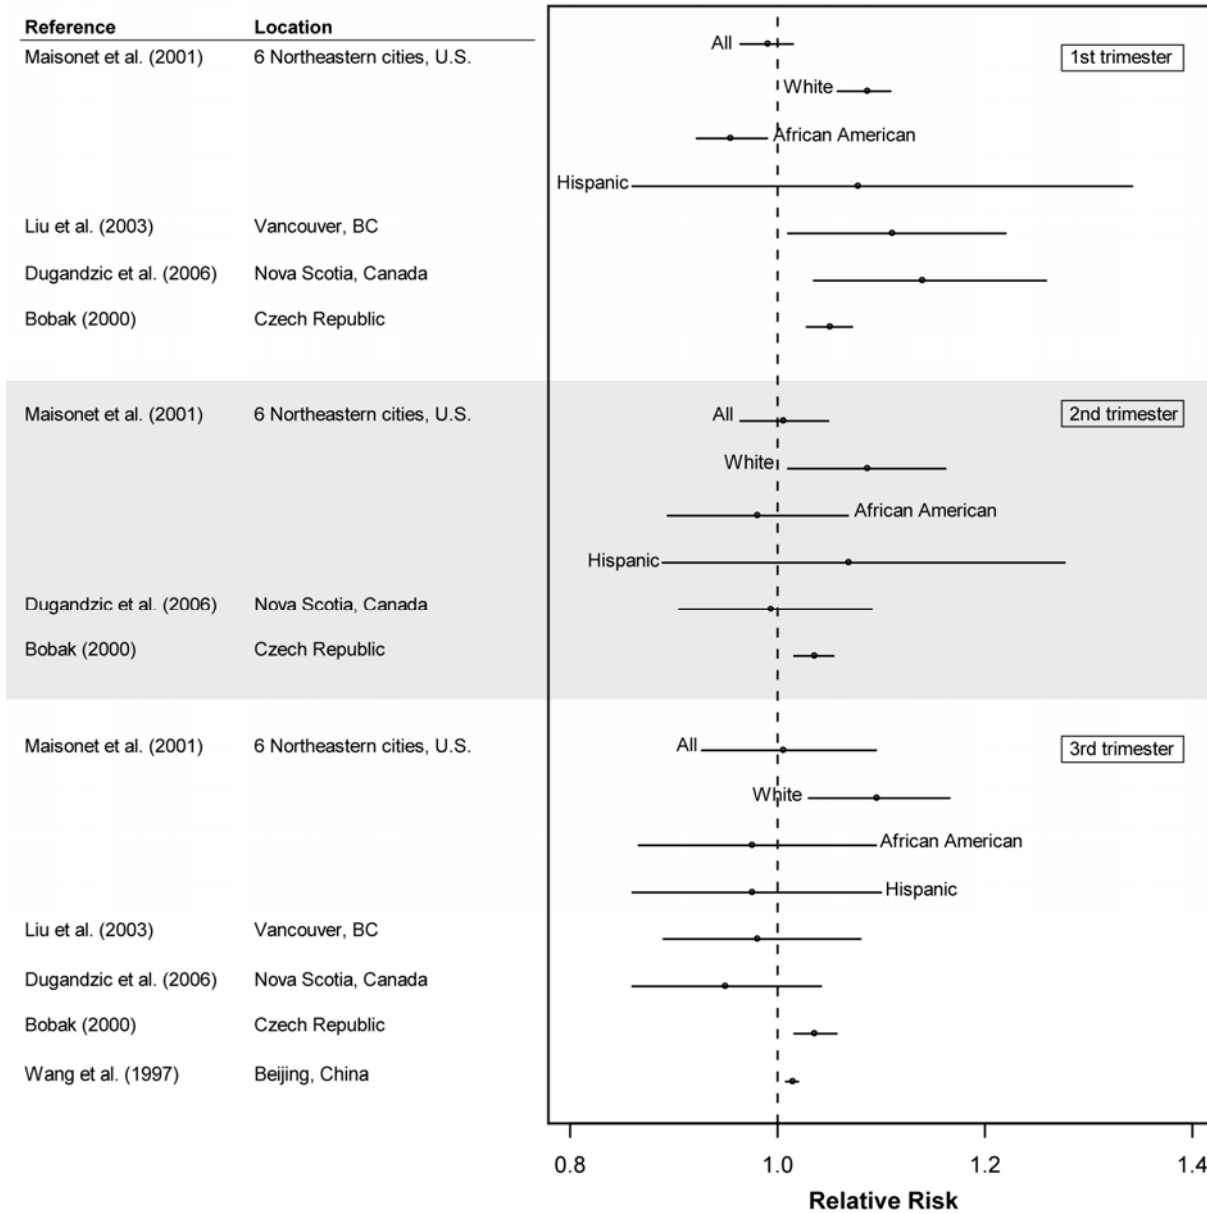 Reference Location
All
Maisonet et al. (2001) 6 Northeastern cities, U.S. 1st trimester
White
African American
Hispanic
Liu et al. (2003) Vancouver, BC
Dugandzic et al. (2006) Nova Scotia, Canada
Bobak (2000) Czech Republic
Maisonet et al. (2001) 6 Northeastern cities, U.S. All 2nd trimester
White
African American
Hispanic
Dugandzic et al. (2006) Nova Scotia, Canada
Bobak (2000) Czech Republic
Maisonet et al. (2001) 6 Northeastern cities, U.S. All 3rd trimester
White
African American
Hispanic
Liu et al. (2003) Vancouver, BC
Dugandzic et al. (2006) Nova Scotia, Canada
Bobak (2000) Czech Republic
Wang et al. (1997) Beijing, China
0.8 1.0 1.2 1.4
Relative Risk